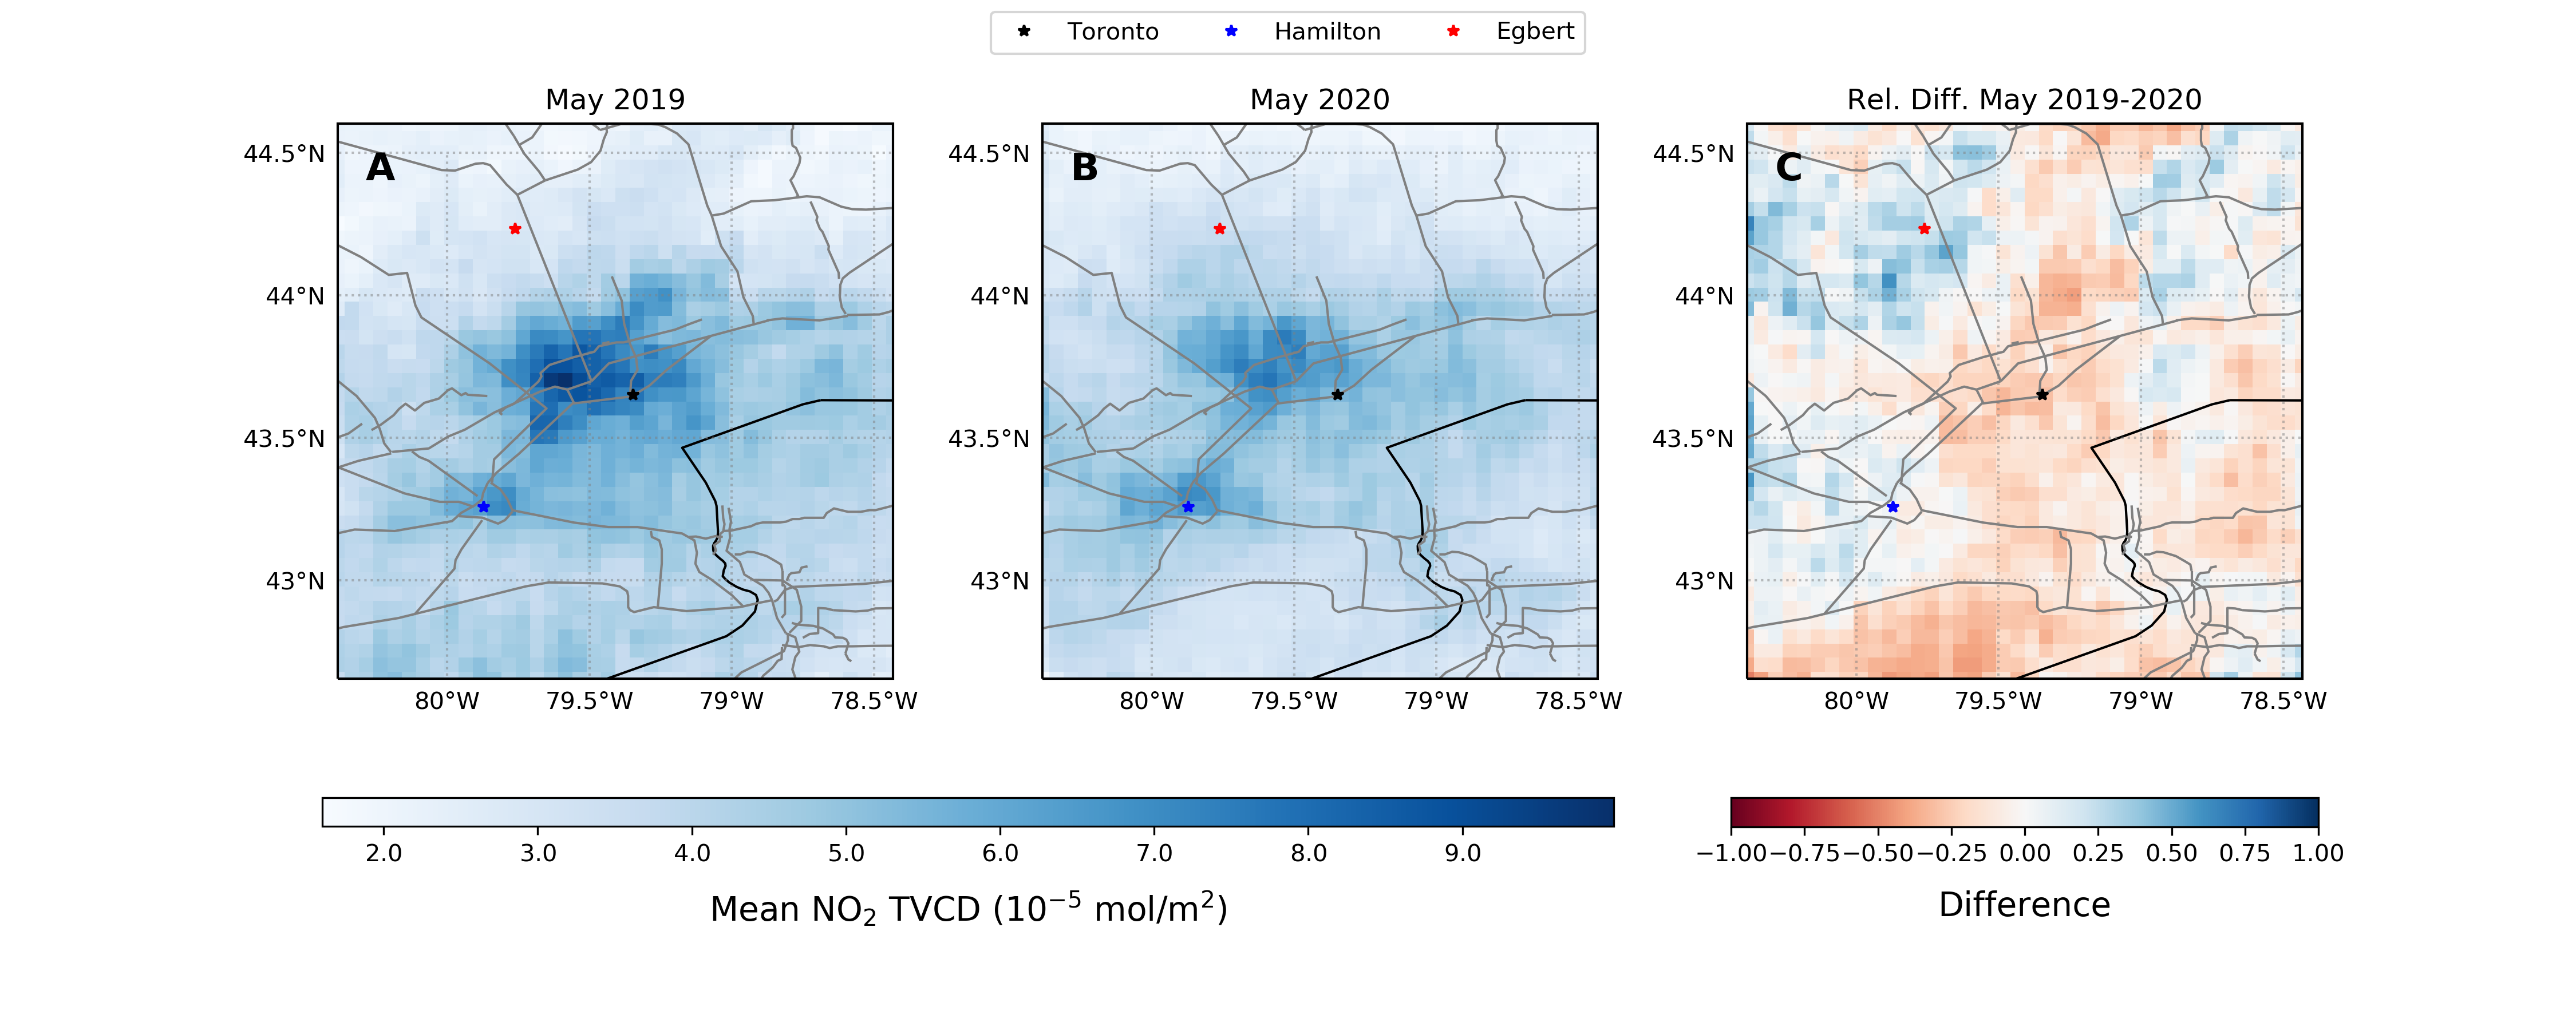 Toronto Hamilton Egbert
May 2019 May 2020 Rel. Diff. May 2019-2020
A B C
44.5°N 44.5°N 44.5°N
44°N 44°N 44°N
43.5°N 43.5°N 43.5°N
43°N 43°N 43°N
80°W 79.5°W 79°W 78.5°W 80°W 79.5°W 79°W 78.5°W 80°W 79.5°W 79°W 78.5°W
2.0 3.0 4.0 5.0 6.0 7.0 8.0 9.0 −1.00 −0.75 −0.50 −0.25 0.00 0.25 0.50 0.75 1.00
Mean NO₂ TVCD (10⁻⁵ mol/m²) Difference